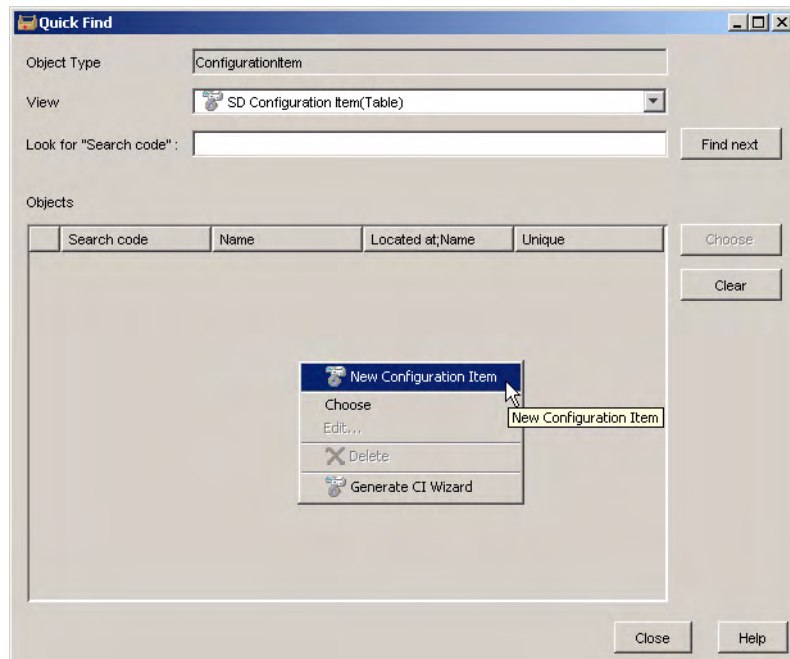 Quick Find
Object Type ConfigurationItem
View SD Configuration Item(Table)
Look for "Search code" : Find next
Objects
Search code Name Located at;Name Unique Choose
Clear
New Configuration Item
Choose
New Configuration Item
Edit...
Delete
Generate CI Wizard
Close Help